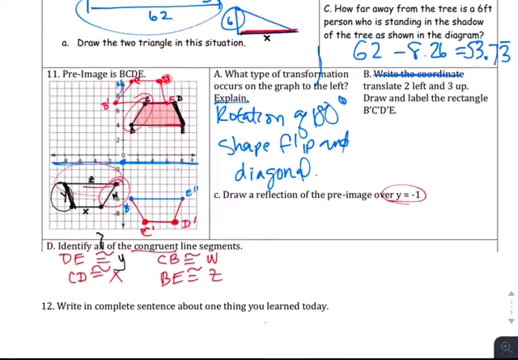 62
6
x
a. Draw the two triangle in this situation.
C. How far away from the tree is a 6ft
person who is standing in the shadow
of the tree as shown in the diagram?
62 - 8.26 = 53.73
11. Pre-Image is BCDE.
A. What type of transformation
occurs on the graph to the left?
Explain.
Rotation of 180°
Shape flip and
diagonal.
B. Write the coordinate
translate 2 left and 3 up.
Draw and label the rectangle
B'C'D'E.
c. Draw a reflection of the pre-image over y = -1
B'
C
D
B
E
z
y
x
W
B"
E"
C"
D"
D. Identify all of the congruent line segments.
DE ≅ y
CB ≅ W
CD ≅ X
BE ≅ Z
12. Write in complete sentence about one thing you learned today.